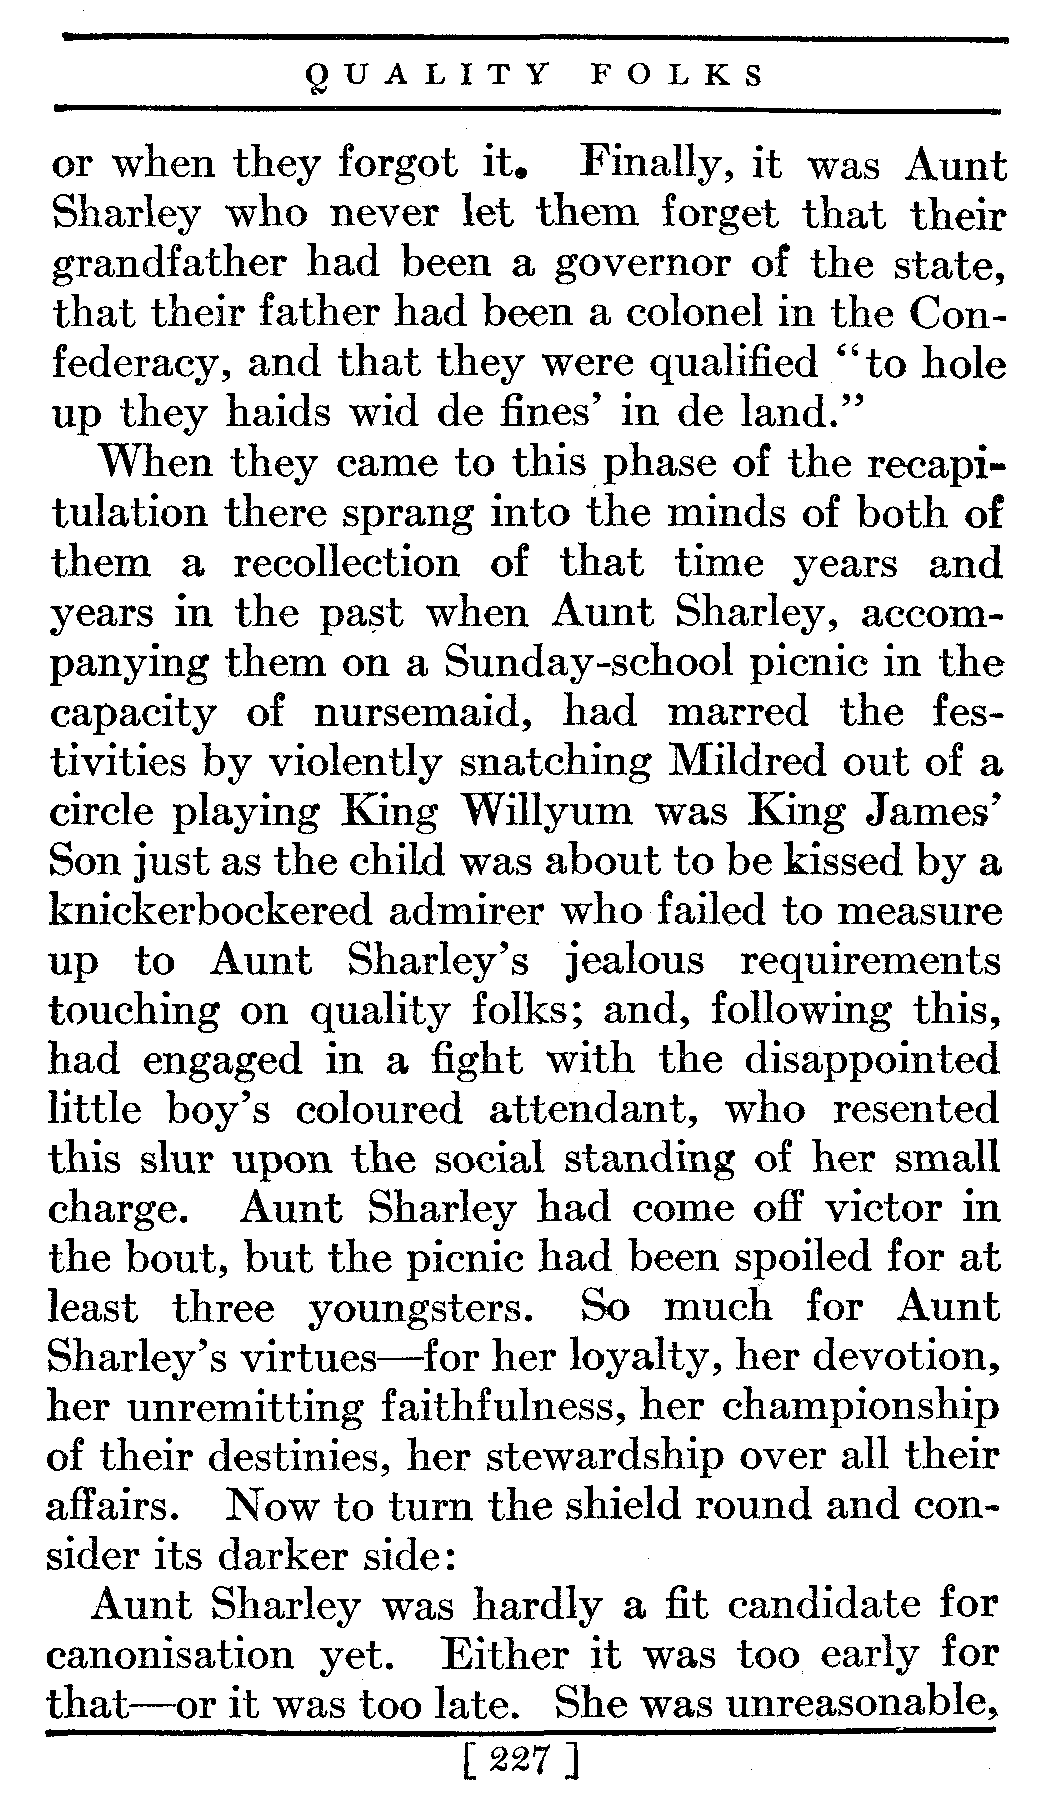 QUALITY FOLKS
or when they forgot it. Finally, it was Aunt
Sharley who never let them forget that their
grandfather had been a governor of the state,
that their father had been a colonel in the Con-
federacy, and that they were qualified “to hole
up they haids wid de fines’ in de land.”
When they came to this phase of the recapi-
tulation there sprang into the minds of both of
them a recollection of that time years and
years in the past when Aunt Sharley, accom-
panying them on a Sunday-school picnic in the
capacity of nursemaid, had marred the fes-
tivities by violently snatching Mildred out of a
circle playing King Willyum was King James’
Son just as the child was about to be kissed by a
knickerbockered admirer who failed to measure
up to Aunt Sharley’s jealous requirements
touching on quality folks; and, following this,
had engaged in a fight with the disappointed
little boy’s coloured attendant, who resented
this slur upon the social standing of her small
charge. Aunt Sharley had come off victor in
the bout, but the picnic had been spoiled for at
least three youngsters. So much for Aunt
Sharley’s virtues—for her loyalty, her devotion,
her unremitting faithfulness, her championship
of their destinies, her stewardship over all their
affairs. Now to turn the shield round and con-
sider its darker side:
Aunt Sharley was hardly a fit candidate for
canonisation yet. Either it was too early for
that—or it was too late. She was unreasonable,
[ 227 ]